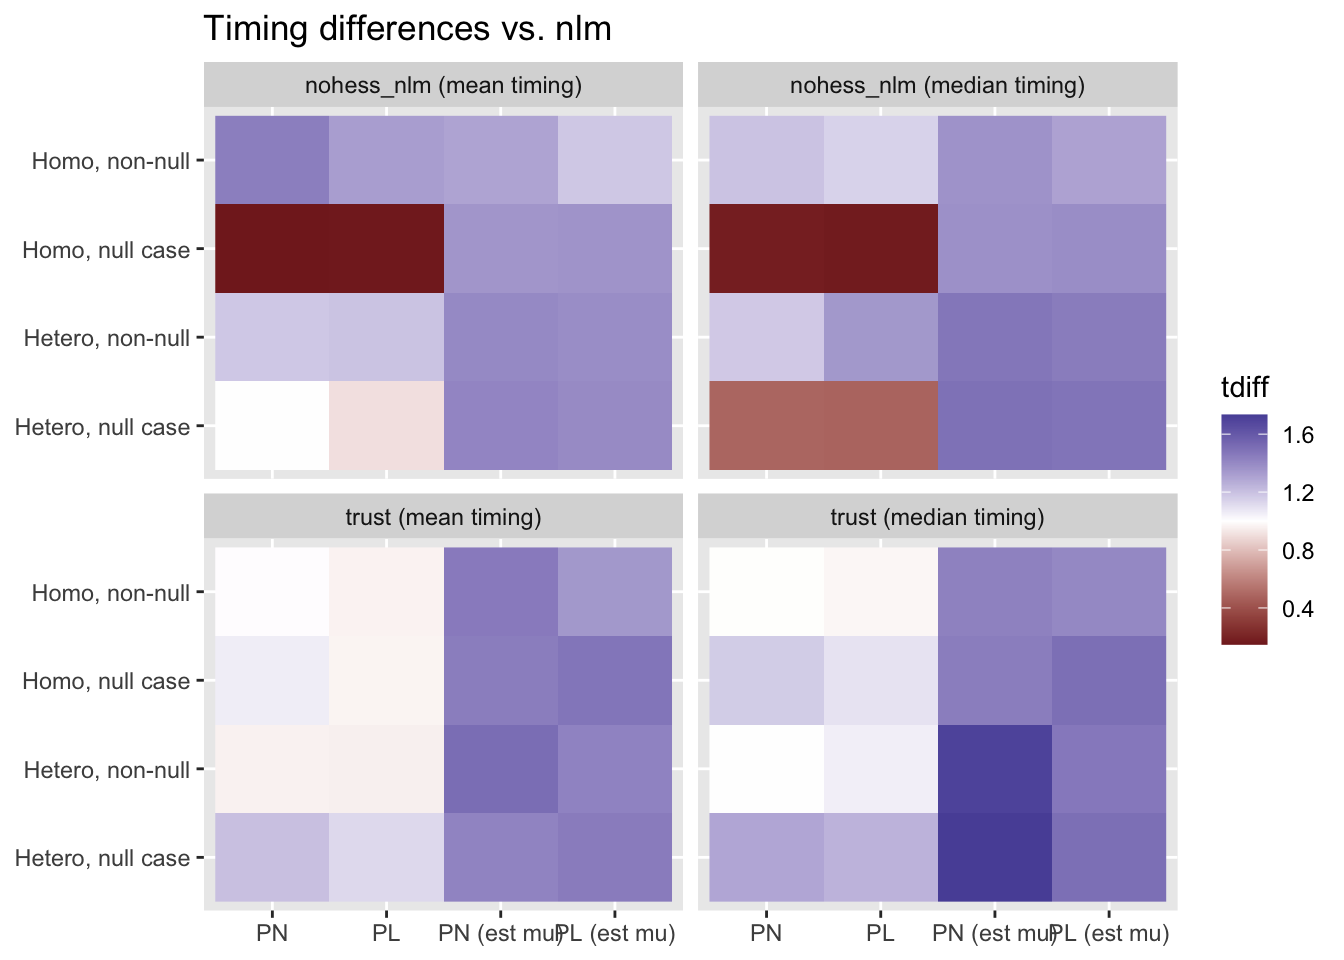 Timing differences vs. nlm
nohess_nlm (mean timing)
nohess_nlm (median timing)
Homo, non-null
Homo, null case
Hetero, non-null
Hetero, null case
trust (mean timing)
trust (median timing)
Homo, non-null
Homo, null case
Hetero, non-null
Hetero, null case
PN PL PN (est mu) PL (est mu)
PN PL PN (est mu) PL (est mu)
tdiff
1.6
1.2
0.8
0.4